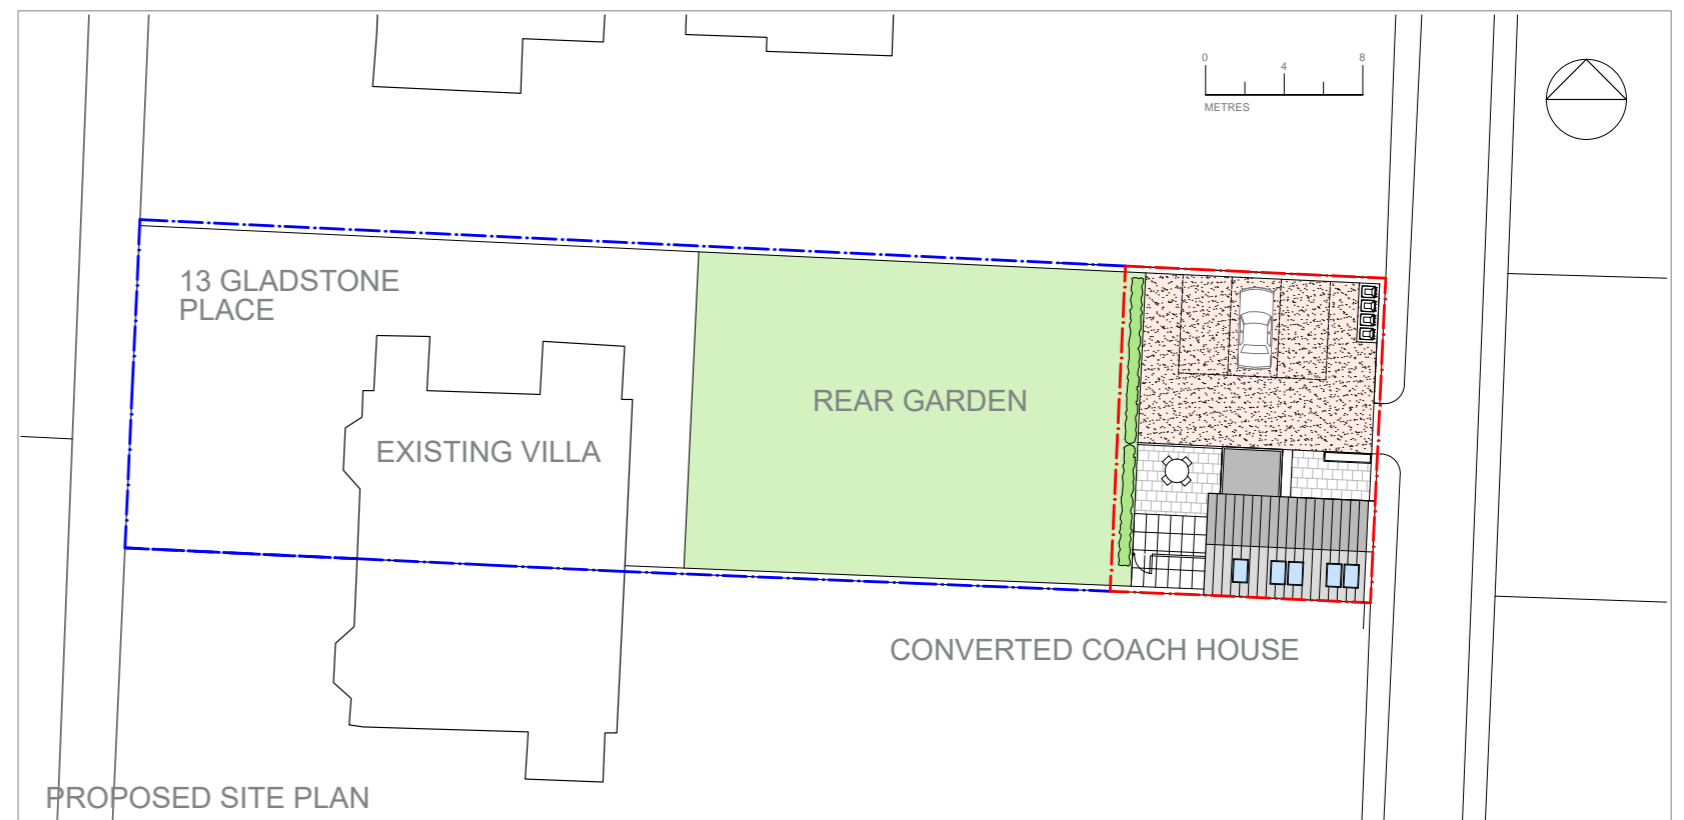 0 4 8
METRES
13 GLADSTONE
PLACE
REAR GARDEN
EXISTING VILLA
CONVERTED COACH HOUSE
PROPOSED SITE PLAN